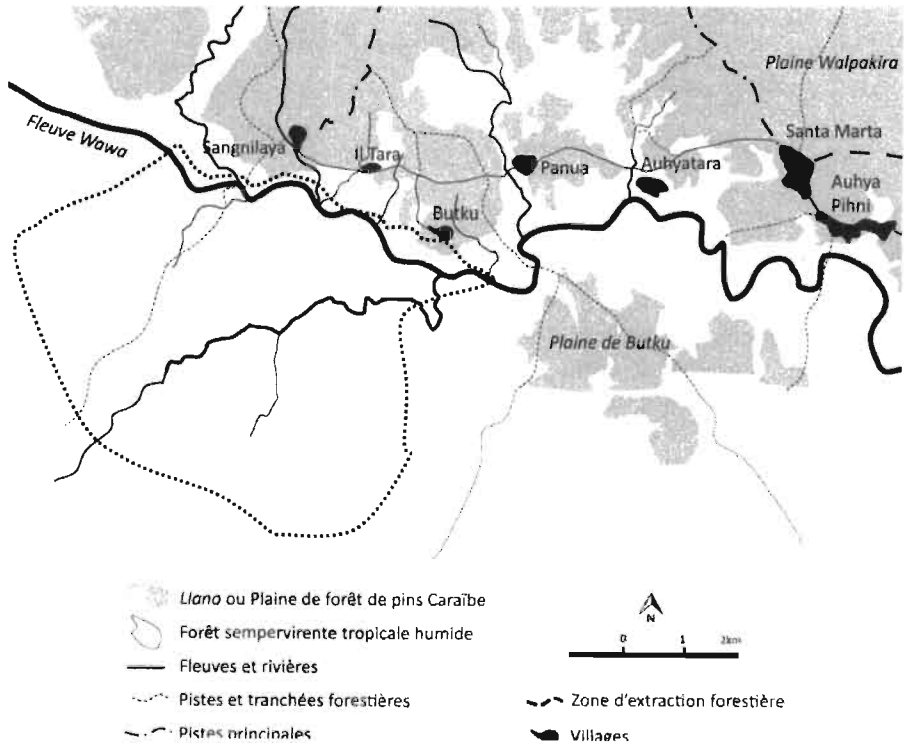 Plaine Walpakira
Fleuve Wawa
Santa Marta
Sangnilaya
Il Tara
Panua
Auhyatara
Auhya
Pihni
Butku
Plaine de Butku
Llano ou Plaine de forêt de pins Caraïbe
Forêt sempervirente tropicale humide
Fleuves et rivières
Pistes et tranchées forestières
Pistes principales
N
0 1 2kms
Zone d'extraction forestière
Villages